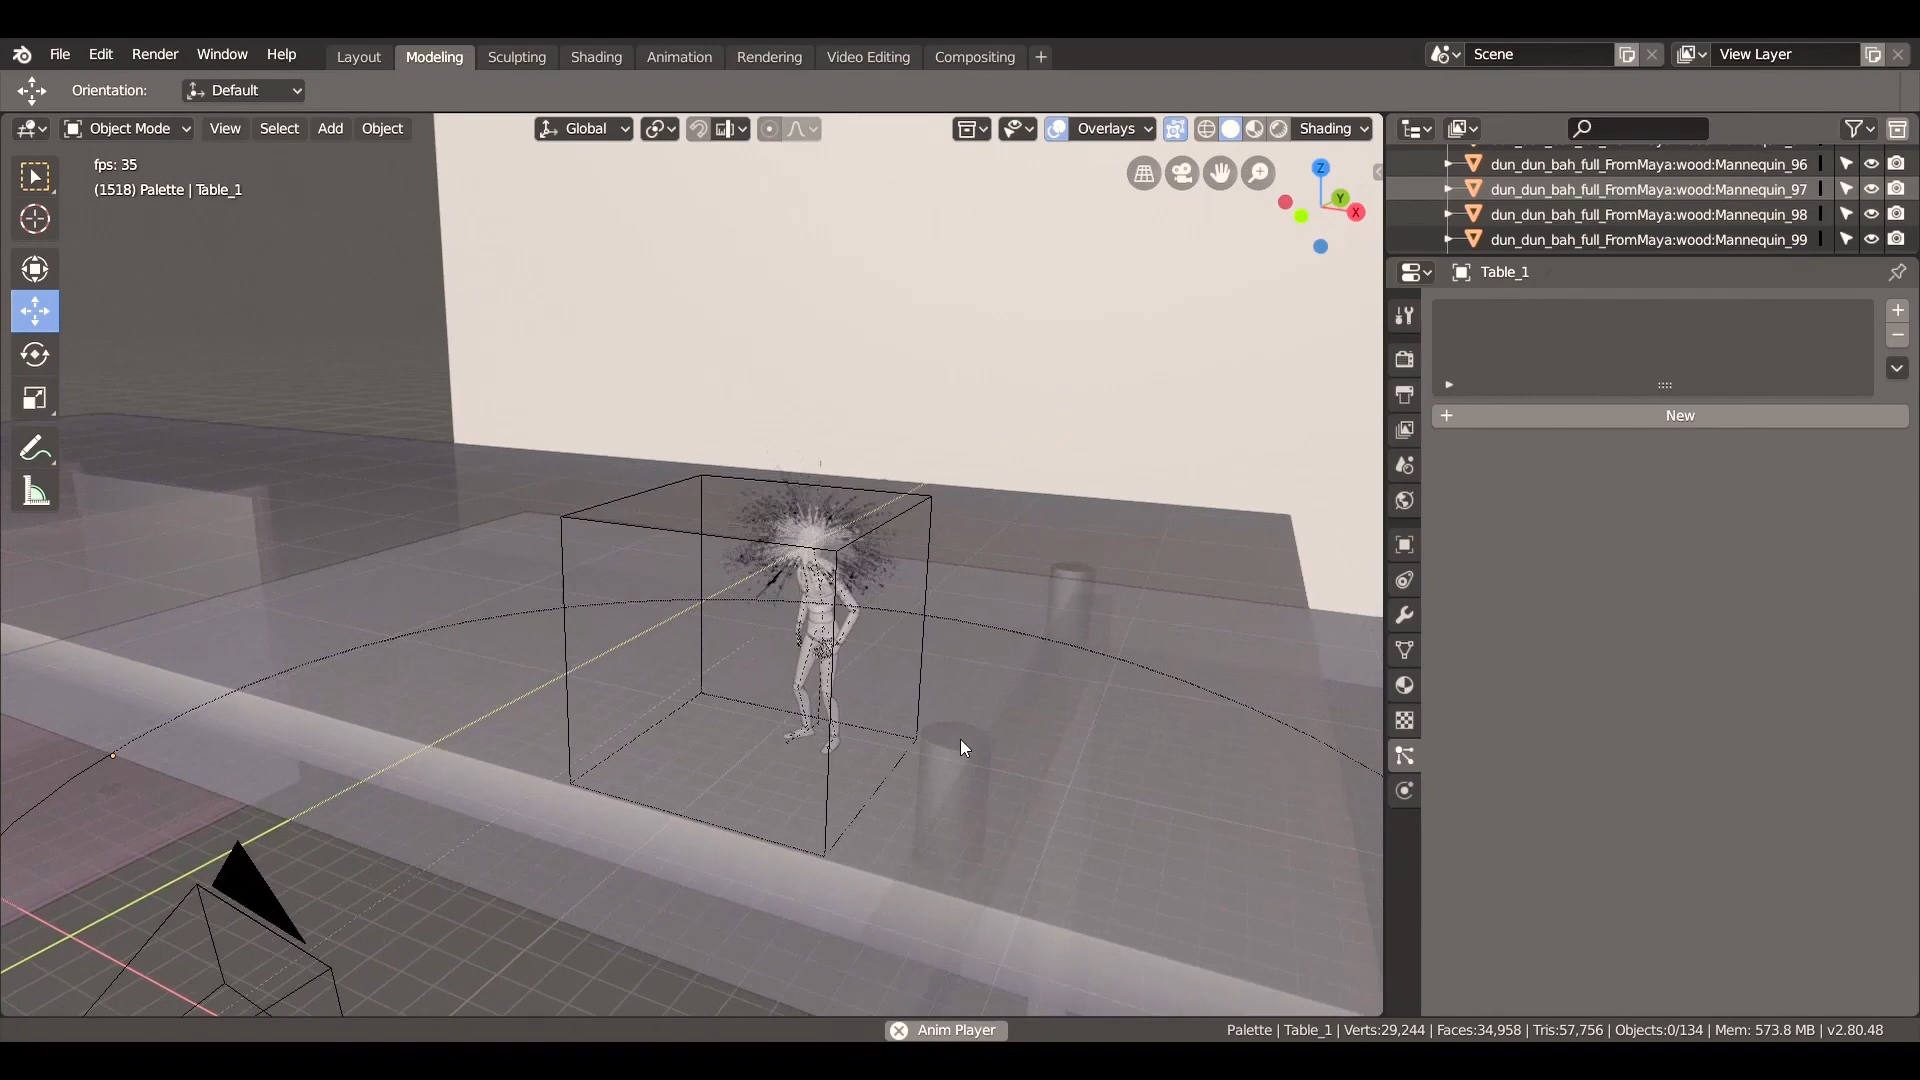 File Edit Render Window Help Layout Modeling Sculpting Shading Animation Rendering Video Editing Compositing + Scene View Layer
Orientation: Default
Object Mode View Select Add Object Global Overlays Shading
fps: 35
(1518) Palette | Table_1
Z
Y
X
dun_dun_bah_full_FromMaya:wood:Mannequin_96
dun_dun_bah_full_FromMaya:wood:Mannequin_97
dun_dun_bah_full_FromMaya:wood:Mannequin_98
dun_dun_bah_full_FromMaya:wood:Mannequin_99
Table_1
New
Anim Player
Palette | Table_1 | Verts:29,244 | Faces:34,958 | Tris:57,756 | Objects:0/134 | Mem: 573.8 MB | v2.80.48